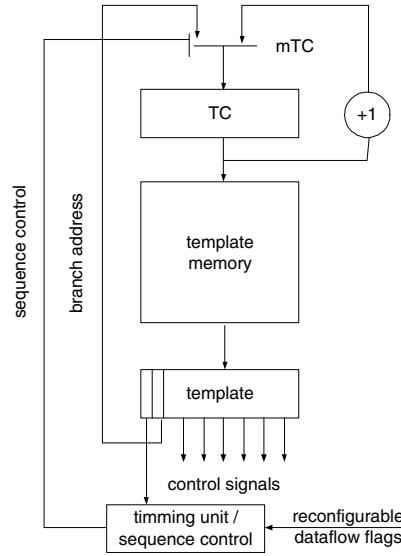 mTC
TC
+1
template
memory
sequence control
branch address
template
control signals
timming unit /
sequence control
reconfigurable
dataflow flags